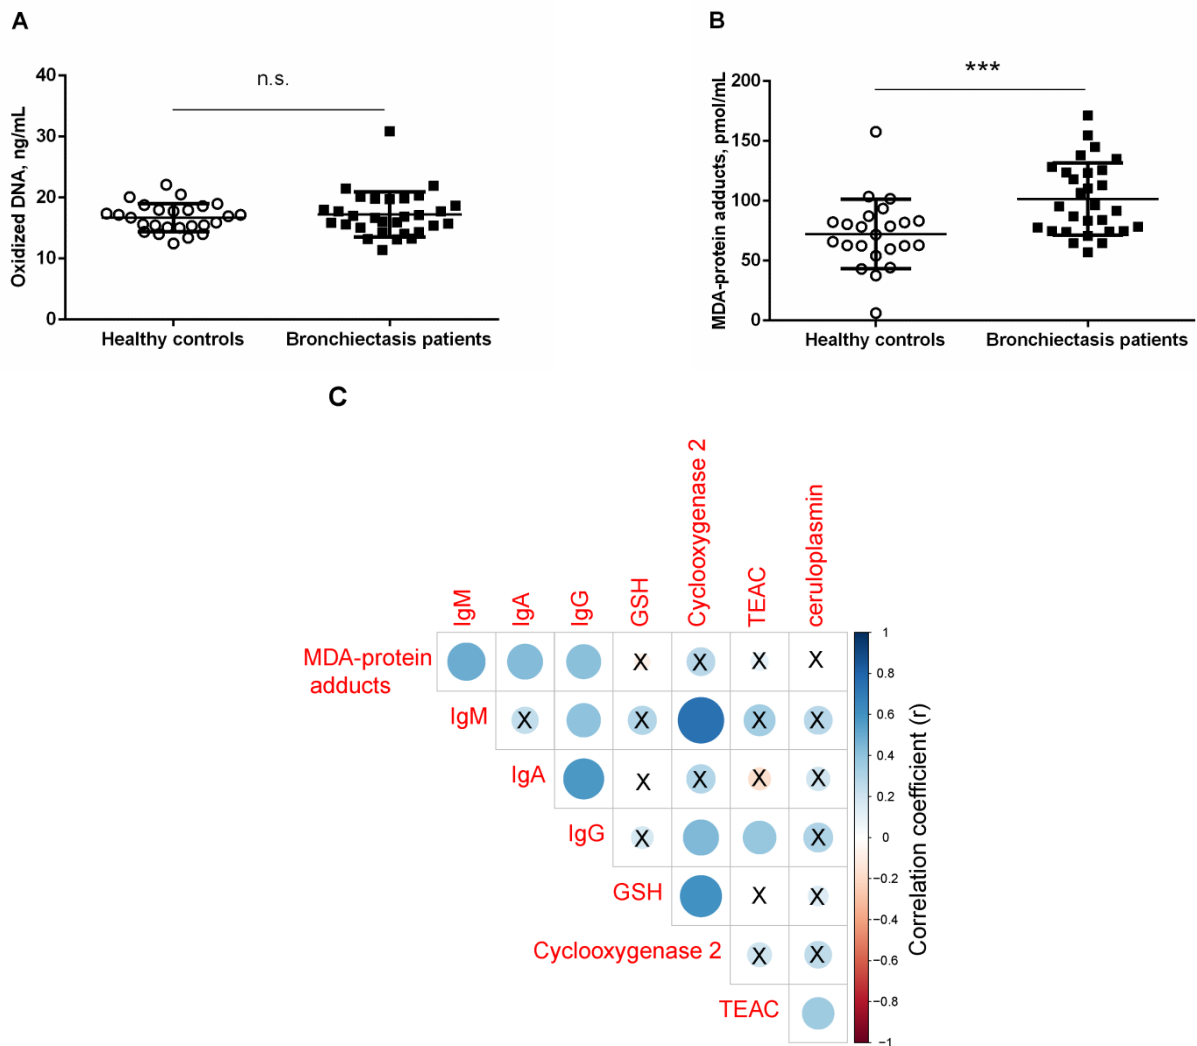 A
Oxidized DNA, ng/mL
40
30
20
10
0
n.s.
Healthy controls
Bronchiectasis patients
B
MDA-protein adducts, pmol/mL
200
150
100
50
0
***
Healthy controls
Bronchiectasis patients
C
IgM
IgA
IgG
GSH
Cyclooxygenase 2
TEAC
ceruloplasmin
MDA-protein
adducts
X X X X
IgM
X X X X
IgA
X X X X
IgG
X X
GSH
X X
Cyclooxygenase 2
X X
TEAC
1
0.8
0.6
0.4
0.2
0
−0.2
−0.4
−0.6
−0.8
−1
Correlation coefficient (r)